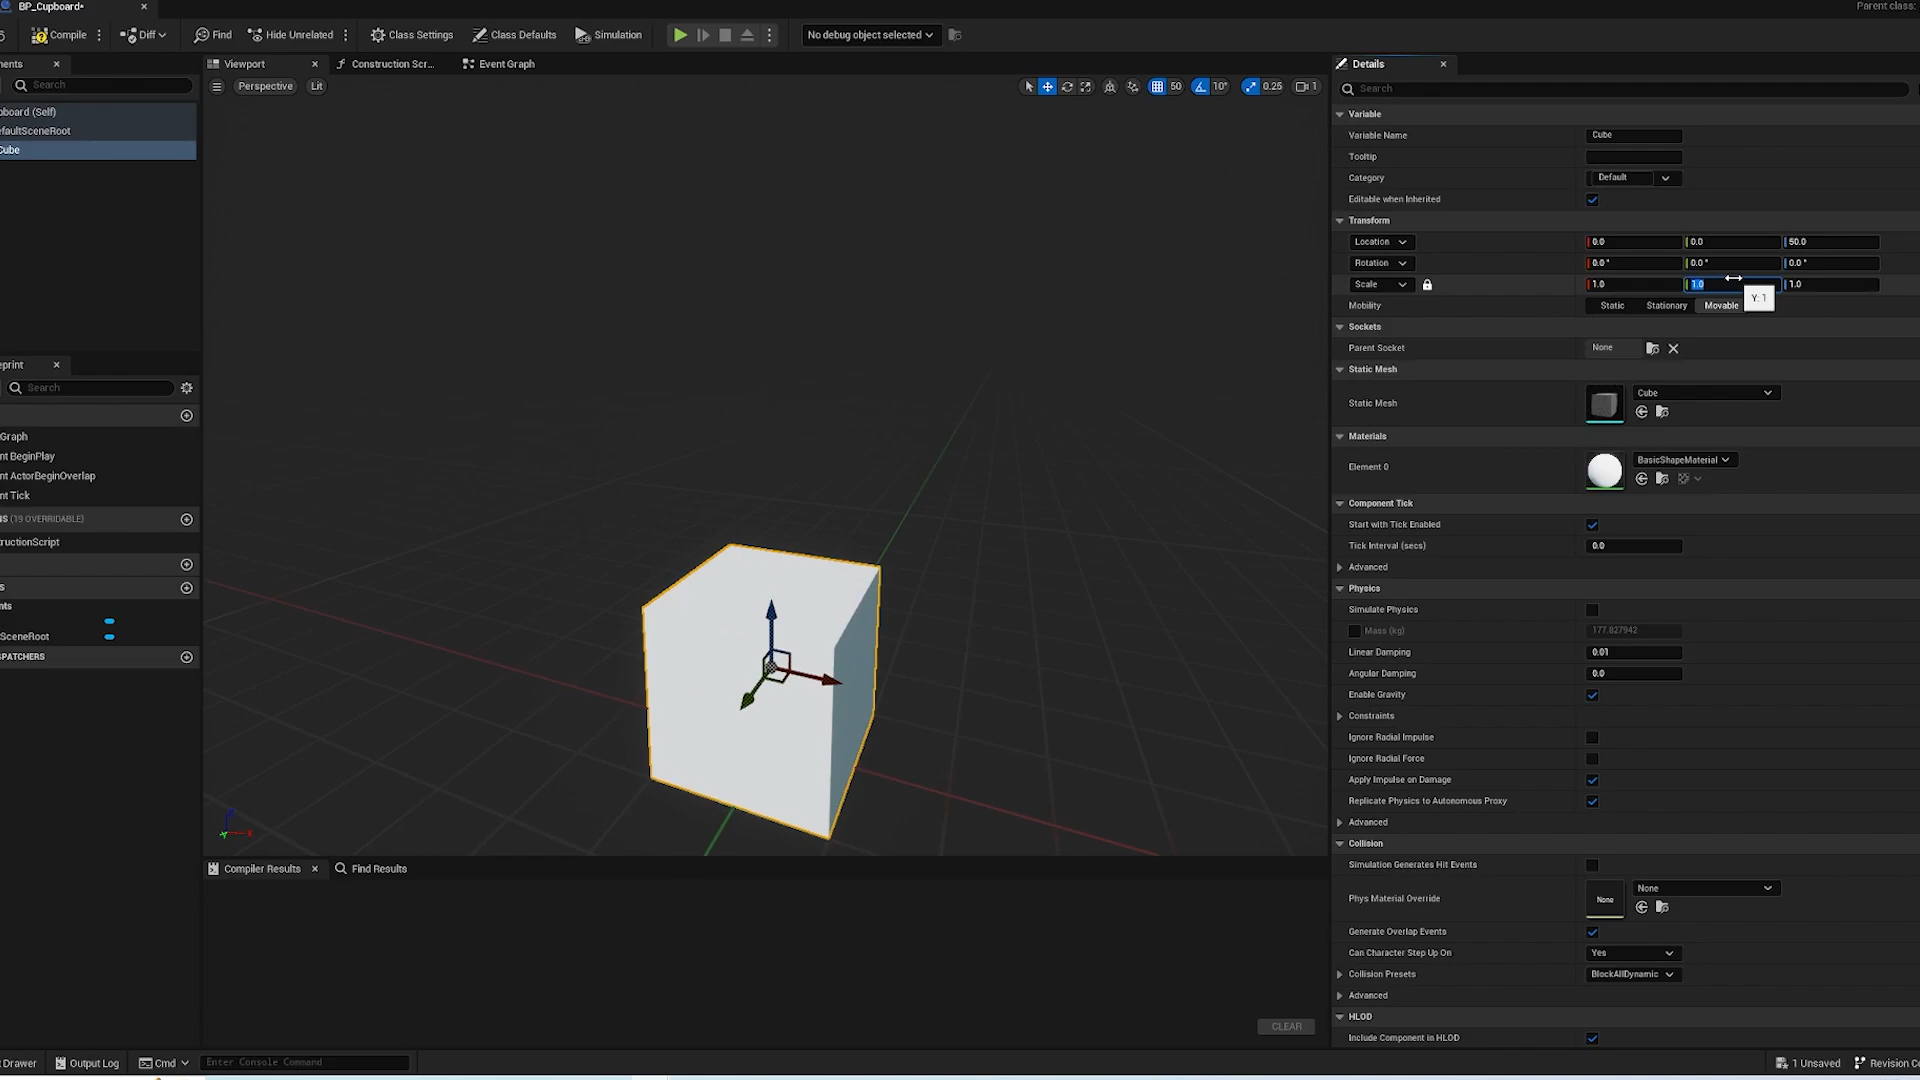 BP_Cupboard•
Parent class:
Compile
Diff
Find
Hide Unrelated
Class Settings
Class Defaults
Simulation
No debug object selected
nents
Search
pboard (Self)
efaultSceneRoot
Cube
eprint
Search
Graph
nt BeginPlay
nt ActorBeginOverlap
nt Tick
NS (19 OVERRIDABLE)
tructionScript
S
nts
SceneRoot
SPATCHERS
Viewport
Construction Scr...
Event Graph
Perspective
Lit
50
10°
0.25
1
Z
X
Y
Compiler Results
Find Results
CLEAR
Details
Search
Variable
Variable Name
Cube
Tooltip
Category
Default
Editable when Inherited
Transform
Location
0.0
0.0
50.0
Rotation
0.0 °
0.0 °
0.0 °
Scale
1.0
1.0
1.0
Y: 1
Mobility
Static
Stationary
Movable
Sockets
Parent Socket
None
Static Mesh
Static Mesh
Cube
Materials
Element 0
BasicShapeMaterial
Component Tick
Start with Tick Enabled
Tick Interval (secs)
0.0
Advanced
Physics
Simulate Physics
Mass (kg)
177.827942
Linear Damping
0.01
Angular Damping
0.0
Enable Gravity
Constraints
Ignore Radial Impulse
Ignore Radial Force
Apply Impulse on Damage
Replicate Physics to Autonomous Proxy
Advanced
Collision
Simulation Generates Hit Events
Phys Material Override
None
None
Generate Overlap Events
Can Character Step Up On
Yes
Collision Presets
BlockAllDynamic
Advanced
HLOD
Include Component in HLOD
t Drawer
Output Log
Cmd
Enter Console Command
1 Unsaved
Revision Co